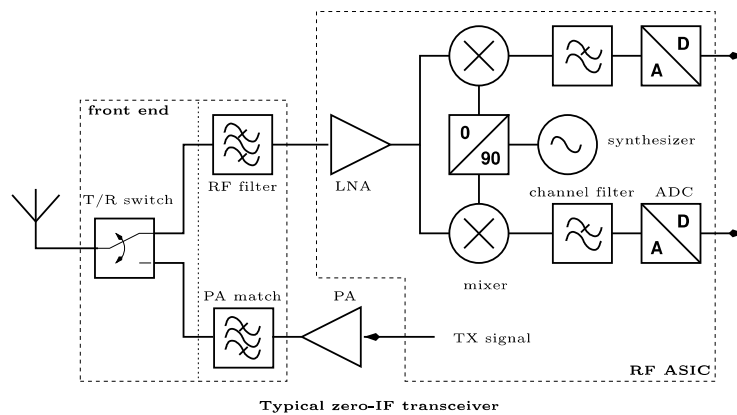 front end
T/R switch
RF filter
LNA
0
90
synthesizer
channel filter
ADC
D
A
D
A
mixer
PA match
PA
TX signal
RF ASIC
Typical zero-IF transceiver